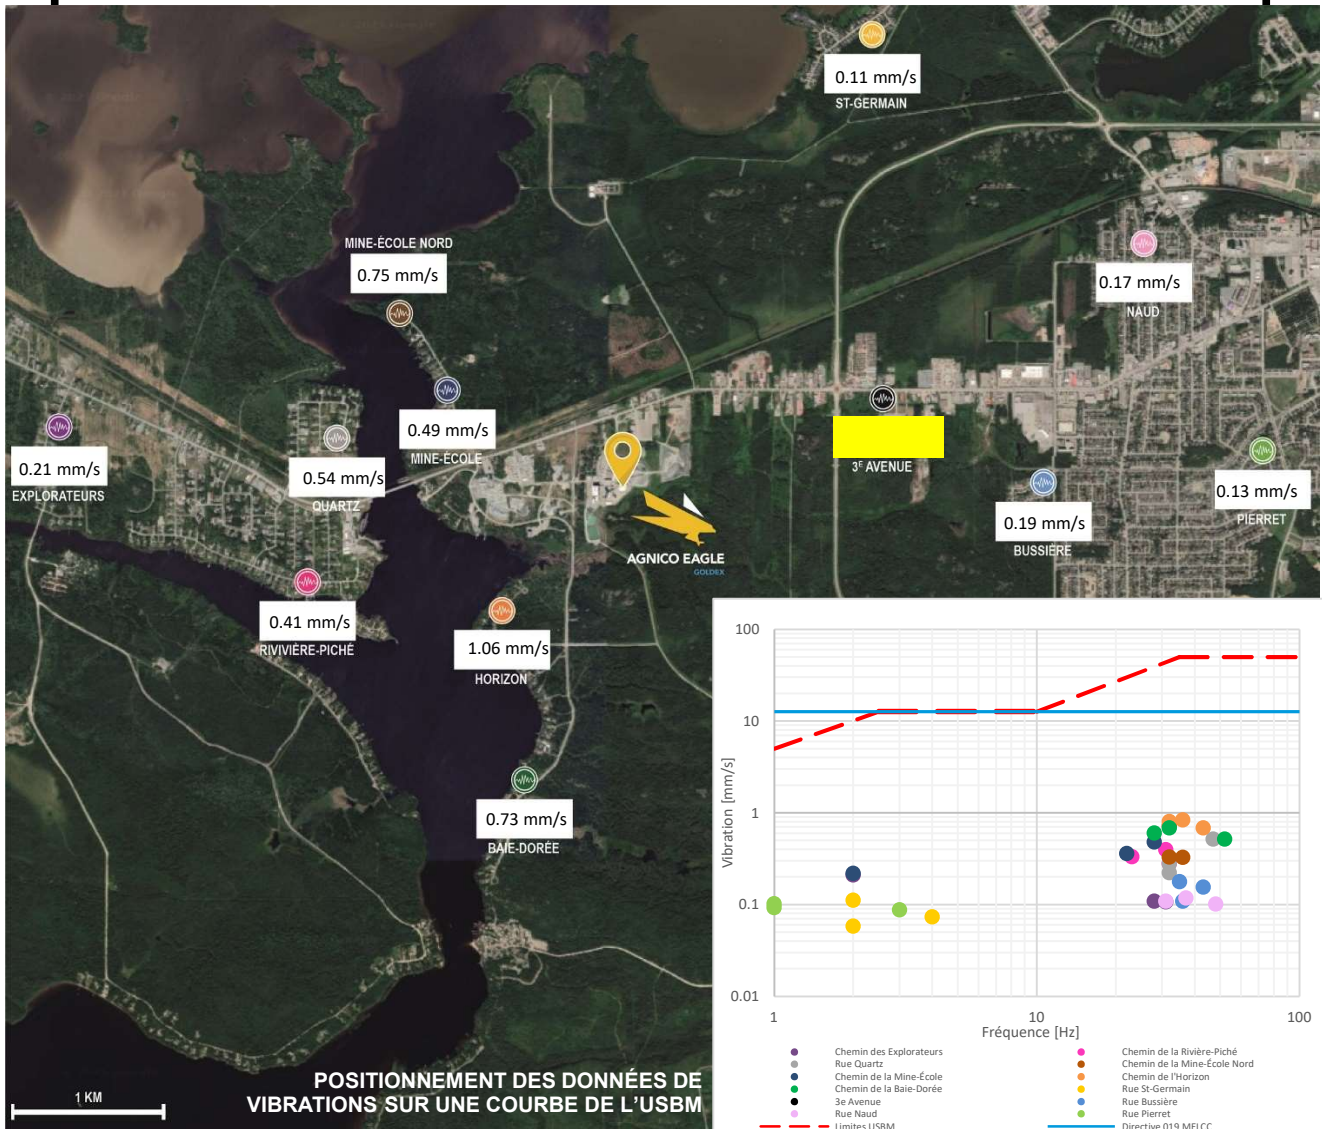 0.11 mm/s
ST-GERMAIN
MINE-ÉCOLE NORD
0.75 mm/s
0.17 mm/s
NAUD
0.49 mm/s
MINE-ÉCOLE
0.21 mm/s
EXPLORATEURS
0.54 mm/s
QUARTZ
3E AVENUE
0.13 mm/s
PIERRET
0.19 mm/s
BUSSIÈRE
AGNICO EAGLE
GOLDEX
0.41 mm/s
RIVIVIÈRE-PICHÉ
1.06 mm/s
HORIZON
0.73 mm/s
BAIE-DORÉE
100
10
1
0.1
0.01
Vibration [mm/s]
1
10
100
Fréquence [Hz]
Chemin des Explorateurs
Chemin de la Rivière-Piché
Rue Quartz
Chemin de la Mine-École Nord
Chemin de la Mine-École
Chemin de l'Horizon
Chemin de la Baie-Dorée
Rue St-Germain
3e Avenue
Rue Bussière
Rue Naud
Rue Pierret
Limites USBM
Directive 019 MELCC
POSITIONNEMENT DES DONNÉES DE
VIBRATIONS SUR UNE COURBE DE L'USBM
1 KM